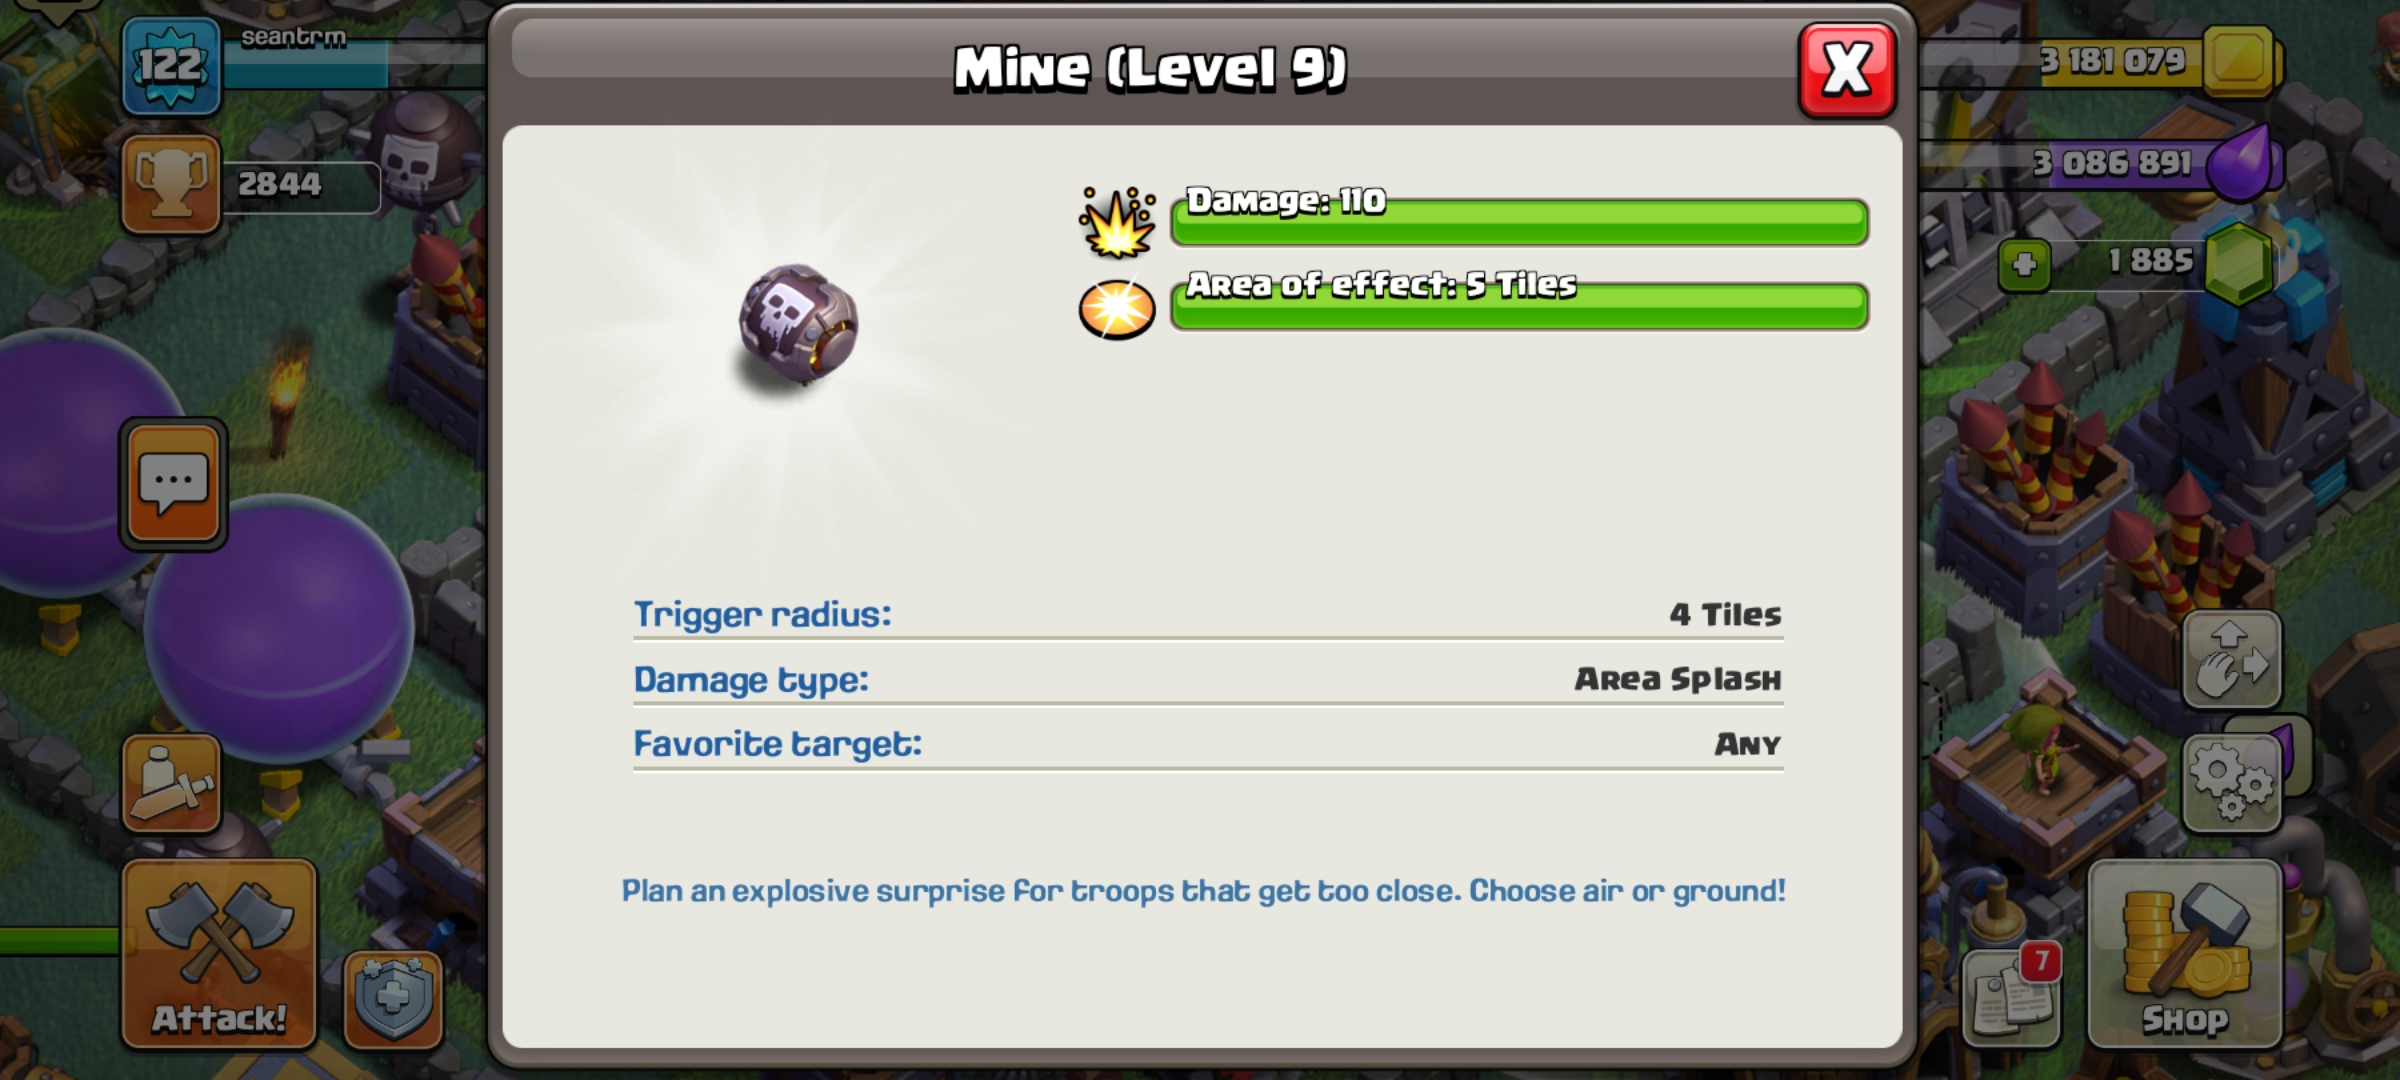 Mine (Level 9)
X
122
seantrm
2844
3 181 079
3 086 891
1 885
Damage: 110
Area of effect: 5 Tiles
Trigger radius: 4 Tiles
Damage type: Area Splash
Favorite target: Any
Plan an explosive surprise for troops that get too close. Choose air or ground!
Attack!
7
Shop